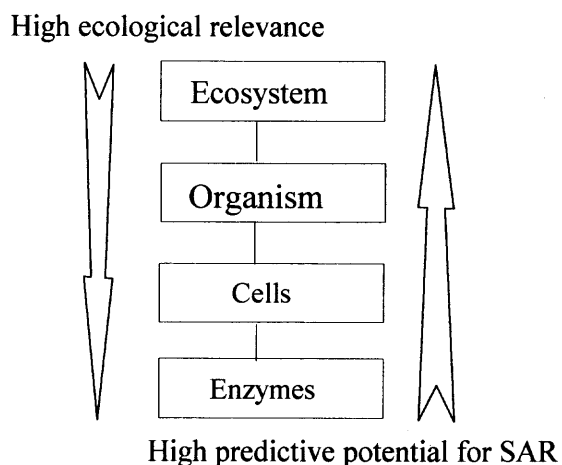 High ecological relevance
Ecosystem
Organism
Cells
Enzymes
High predictive potential for SAR